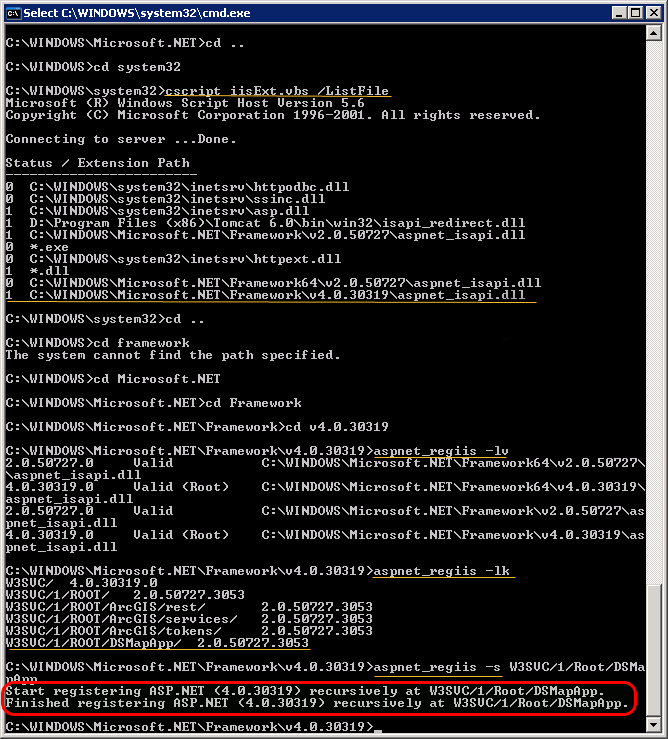 Select C:\WINDOWS\system32\cmd.exe
C:\WINDOWS\Microsoft.NET>cd ..
C:\WINDOWS>cd system32
C:\WINDOWS\system32>cscript iisExt.vbs /ListFile
Microsoft (R) Windows Script Host Version 5.6
Copyright (C) Microsoft Corporation 1996-2001. All rights reserved.
Connecting to server ...Done.
Status / Extension Path
------------------------
0  C:\WINDOWS\system32\inetsrv\httpodbc.dll
0  C:\WINDOWS\system32\inetsrv\ssinc.dll
1  C:\WINDOWS\system32\inetsrv\asp.dll
1  D:\Program Files (x86)\Tomcat 6.0\bin\win32\isapi_redirect.dll
1  C:\WINDOWS\Microsoft.NET\Framework\v2.0.50727\aspnet_isapi.dll
0  *.exe
0  C:\WINDOWS\system32\inetsrv\httpext.dll
1  *.dll
0  C:\WINDOWS\Microsoft.NET\Framework64\v2.0.50727\aspnet_isapi.dll
1  C:\WINDOWS\Microsoft.NET\Framework\v4.0.30319\aspnet_isapi.dll
C:\WINDOWS\system32>cd ..
C:\WINDOWS>cd framework
The system cannot find the path specified.
C:\WINDOWS>cd Microsoft.NET
C:\WINDOWS\Microsoft.NET>cd Framework
C:\WINDOWS\Microsoft.NET\Framework>cd v4.0.30319
C:\WINDOWS\Microsoft.NET\Framework\v4.0.30319>aspnet_regiis -lv
2.0.50727.0     Valid           C:\WINDOWS\Microsoft.NET\Framework64\v2.0.50727\
\aspnet_isapi.dll
4.0.30319.0     Valid (Root)    C:\WINDOWS\Microsoft.NET\Framework64\v4.0.30319\
aspnet_isapi.dll
2.0.50727.0     Valid           C:\WINDOWS\Microsoft.NET\Framework\v2.0.50727\as
pnet_isapi.dll
4.0.30319.0     Valid (Root)    C:\WINDOWS\Microsoft.NET\Framework\v4.0.30319\as
pnet_isapi.dll
C:\WINDOWS\Microsoft.NET\Framework\v4.0.30319>aspnet_regiis -lk
W3SVC/  4.0.30319.0
W3SVC/1/ROOT/   2.0.50727.3053
W3SVC/1/ROOT/ArcGIS/rest/       2.0.50727.3053
W3SVC/1/ROOT/ArcGIS/services/   2.0.50727.3053
W3SVC/1/ROOT/ArcGIS/tokens/     2.0.50727.3053
W3SVC/1/ROOT/DSMapApp/  2.0.50727.3053
C:\WINDOWS\Microsoft.NET\Framework\v4.0.30319>aspnet_regiis -s W3SVC/1/Root/DSMa
pApp
Start registering ASP.NET (4.0.30319) recursively at W3SVC/1/Root/DSMapApp.
Finished registering ASP.NET (4.0.30319) recursively at W3SVC/1/Root/DSMapApp.
C:\WINDOWS\Microsoft.NET\Framework\v4.0.30319>